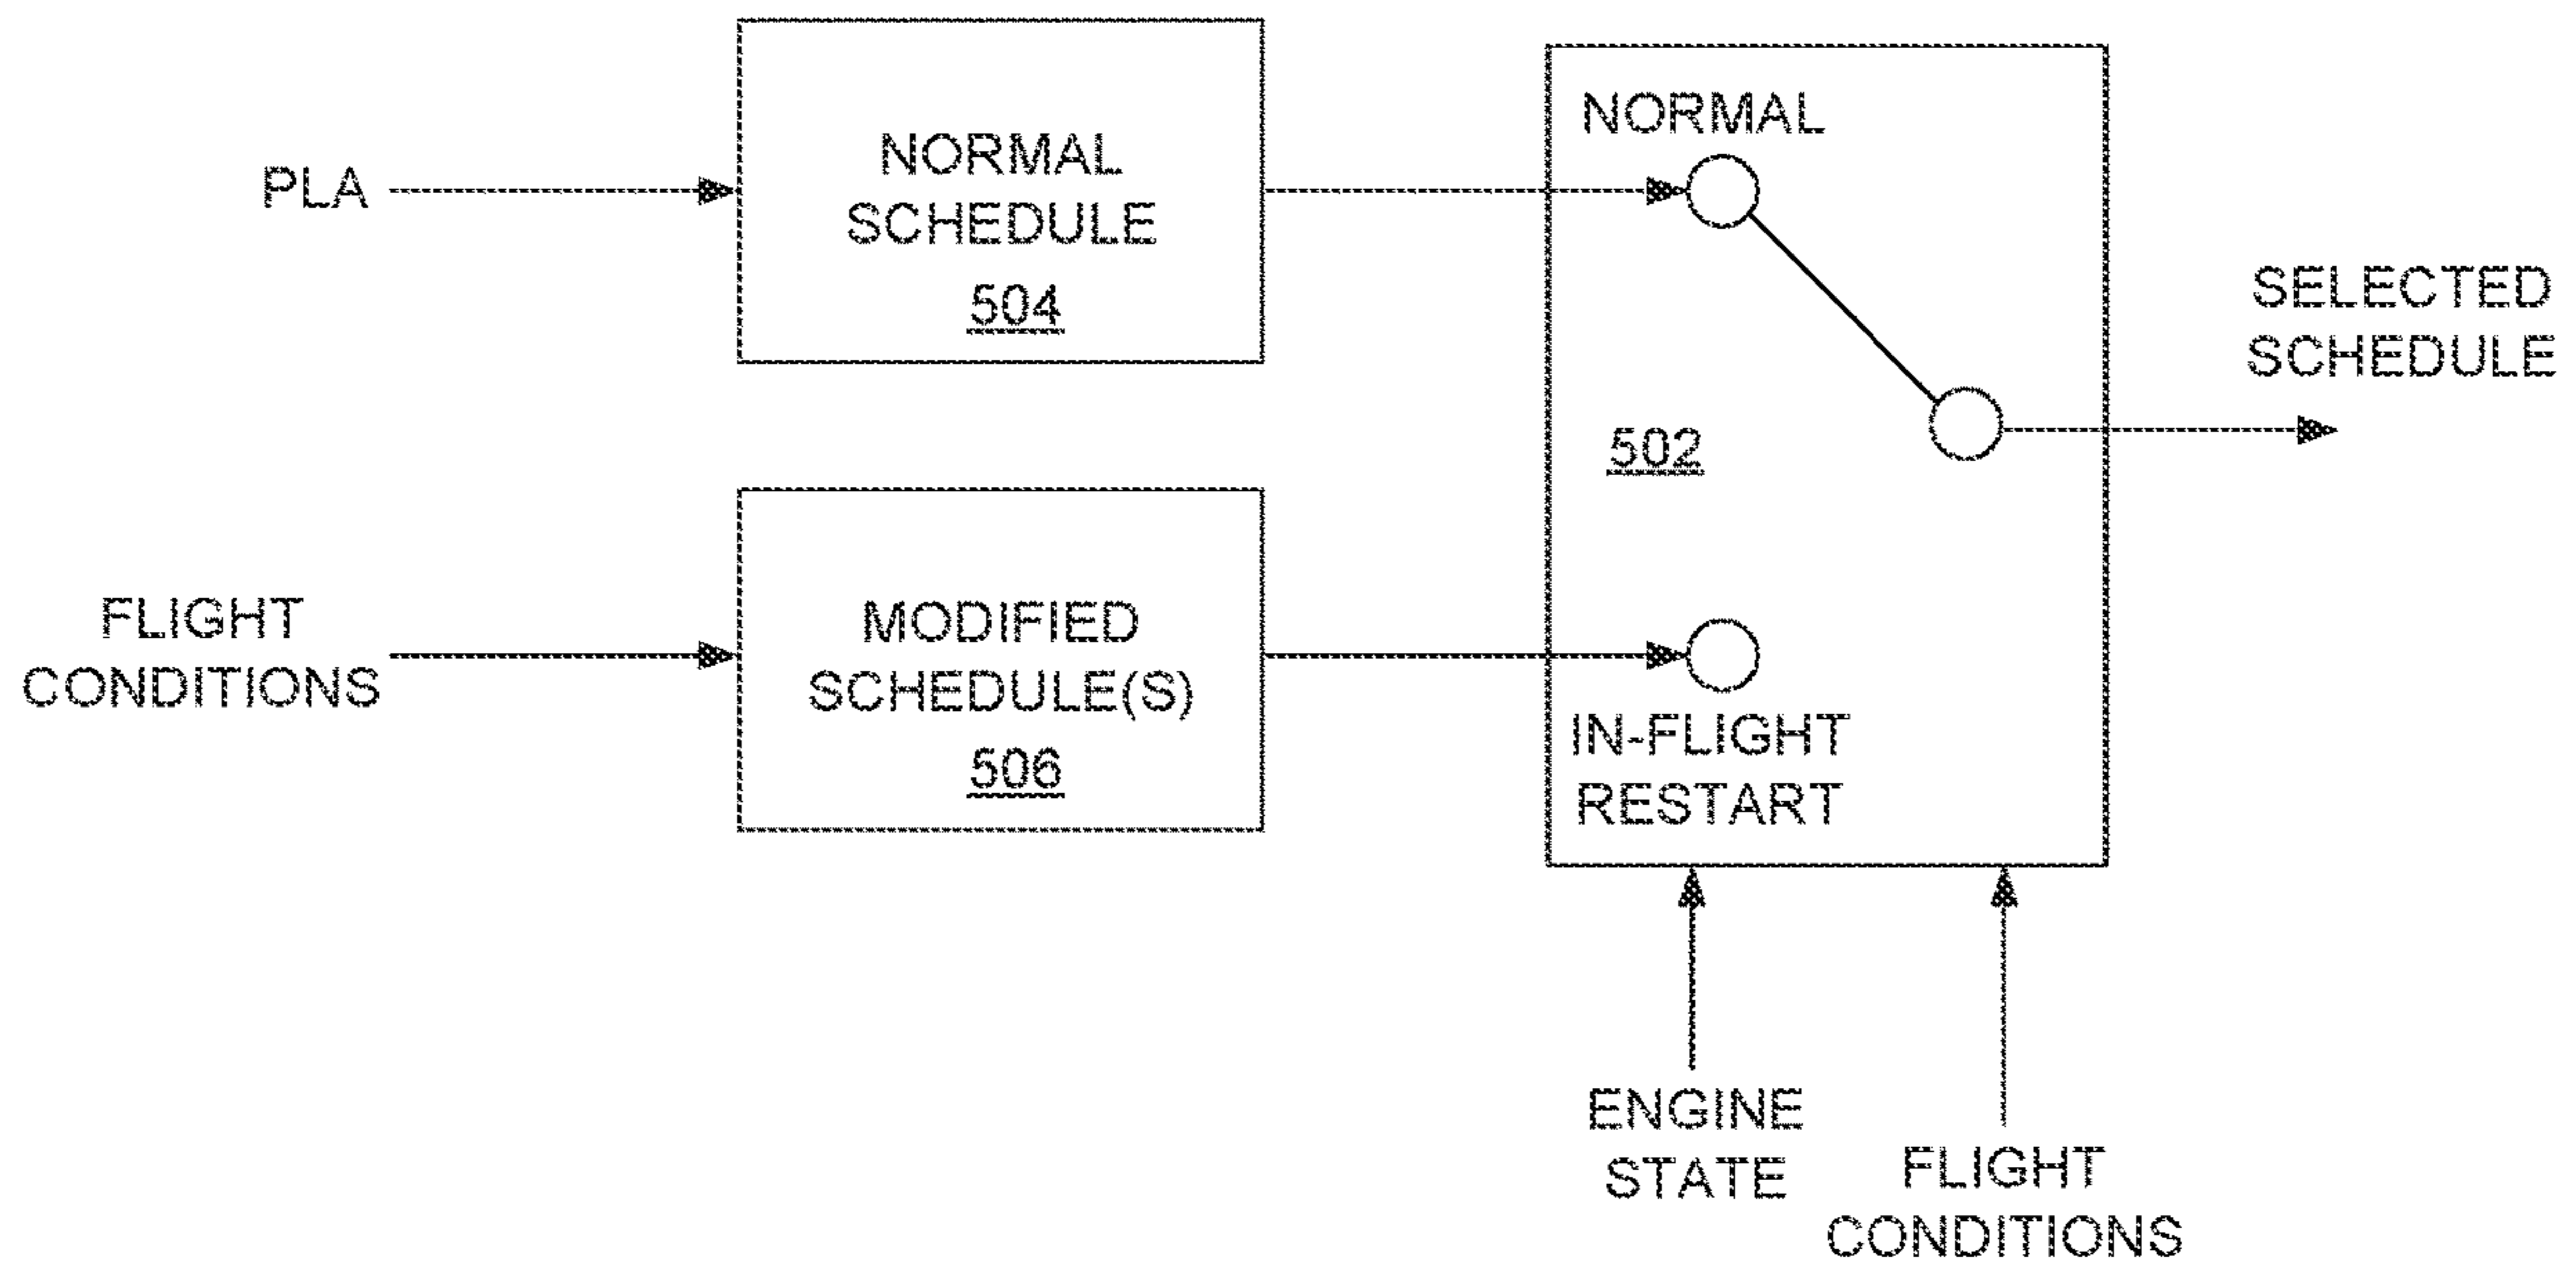 PLA
NORMAL
SCHEDULE
504
FLIGHT
CONDITIONS
MODIFIED
SCHEDULE(S)
506
NORMAL
502
IN-FLIGHT
RESTART
SELECTED
SCHEDULE
ENGINE
STATE
FLIGHT
CONDITIONS